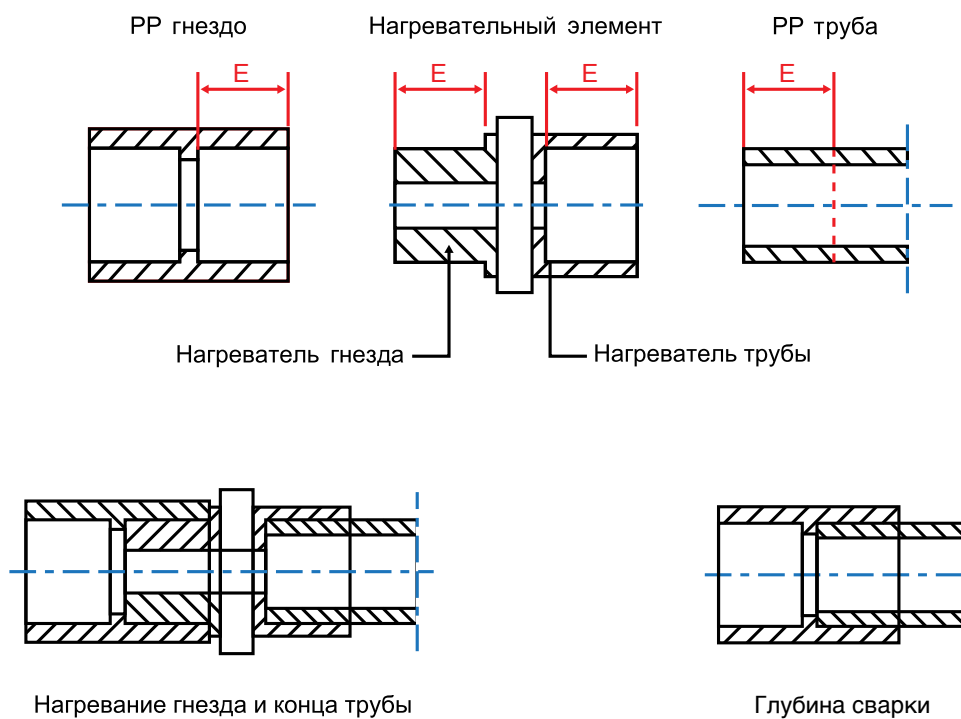 PP гнездо
Нагревательный элемент
PP труба
E
E
E
E
Нагреватель гнезда
Нагреватель трубы
Нагревание гнезда и конца трубы
Глубина сварки